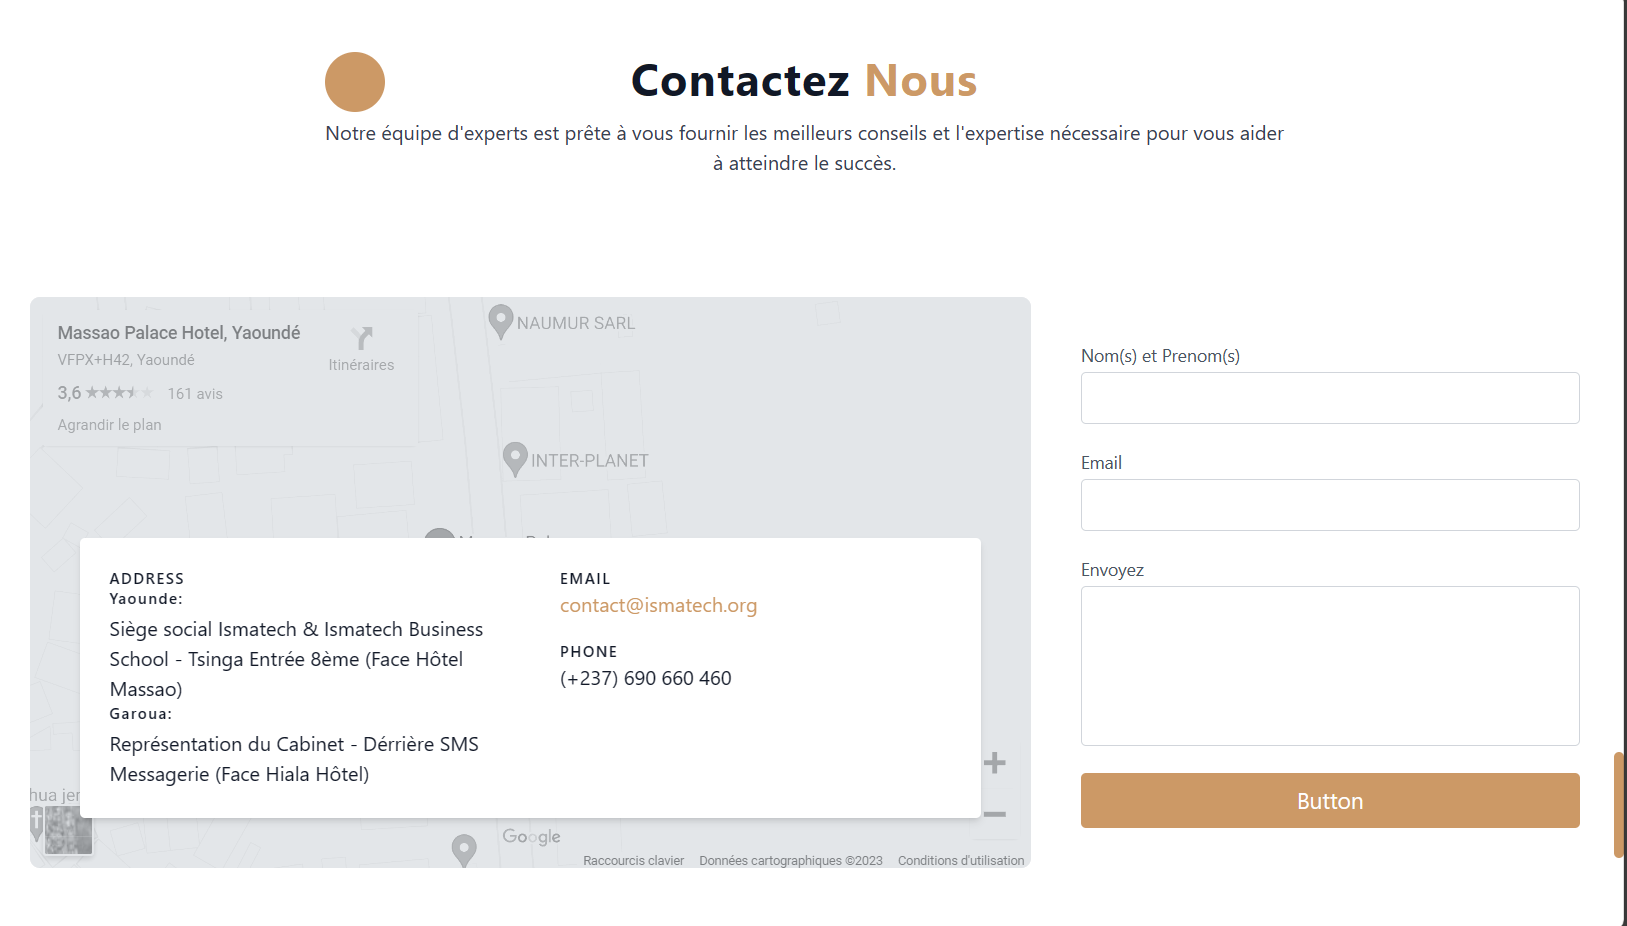 Contactez Nous
Notre équipe d'experts est prête à vous fournir les meilleurs conseils et l'expertise nécessaire pour vous aider
à atteindre le succès.
Massao Palace Hotel, Yaoundé
VFPX+H42, Yaoundé
Itinéraires
3,6
161 avis
Agrandir le plan
NAUMUR SARL
INTER-PLANET
ADDRESS
Yaounde:
Siège social Ismatech & Ismatech Business
School - Tsinga Entrée 8ème (Face Hôtel
Massao)
Garoua:
Représentation du Cabinet - Dérrière SMS
Messagerie (Face Hiala Hôtel)
EMAIL
contact@ismatech.org
PHONE
(+237) 690 660 460
Google
Raccourcis clavier Données cartographiques ©2023 Conditions d'utilisation
Nom(s) et Prenom(s)
Email
Envoyez
Button